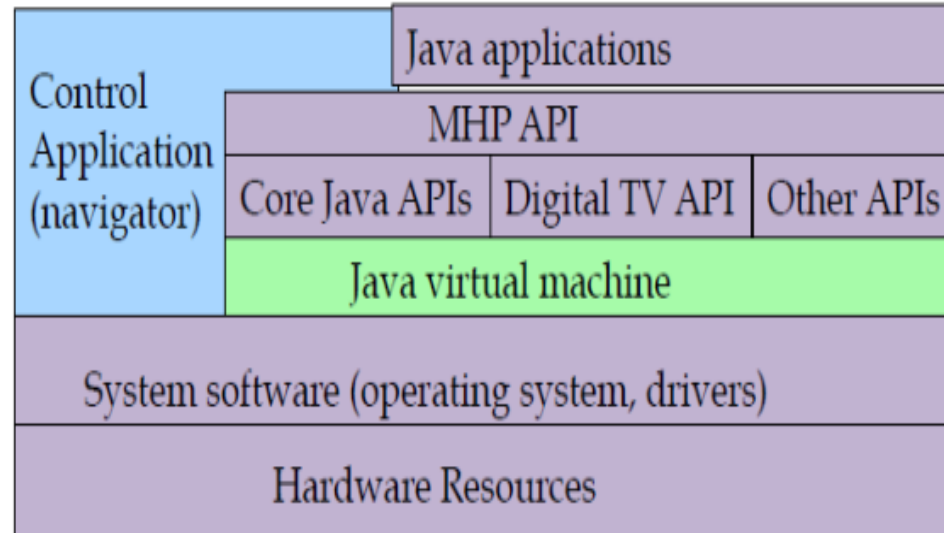 Java applications
Control
Application
(navigator)
MHP API
Core Java APIs
Digital TV API
Other APIs
Java virtual machine
System software (operating system, drivers)
Hardware Resources